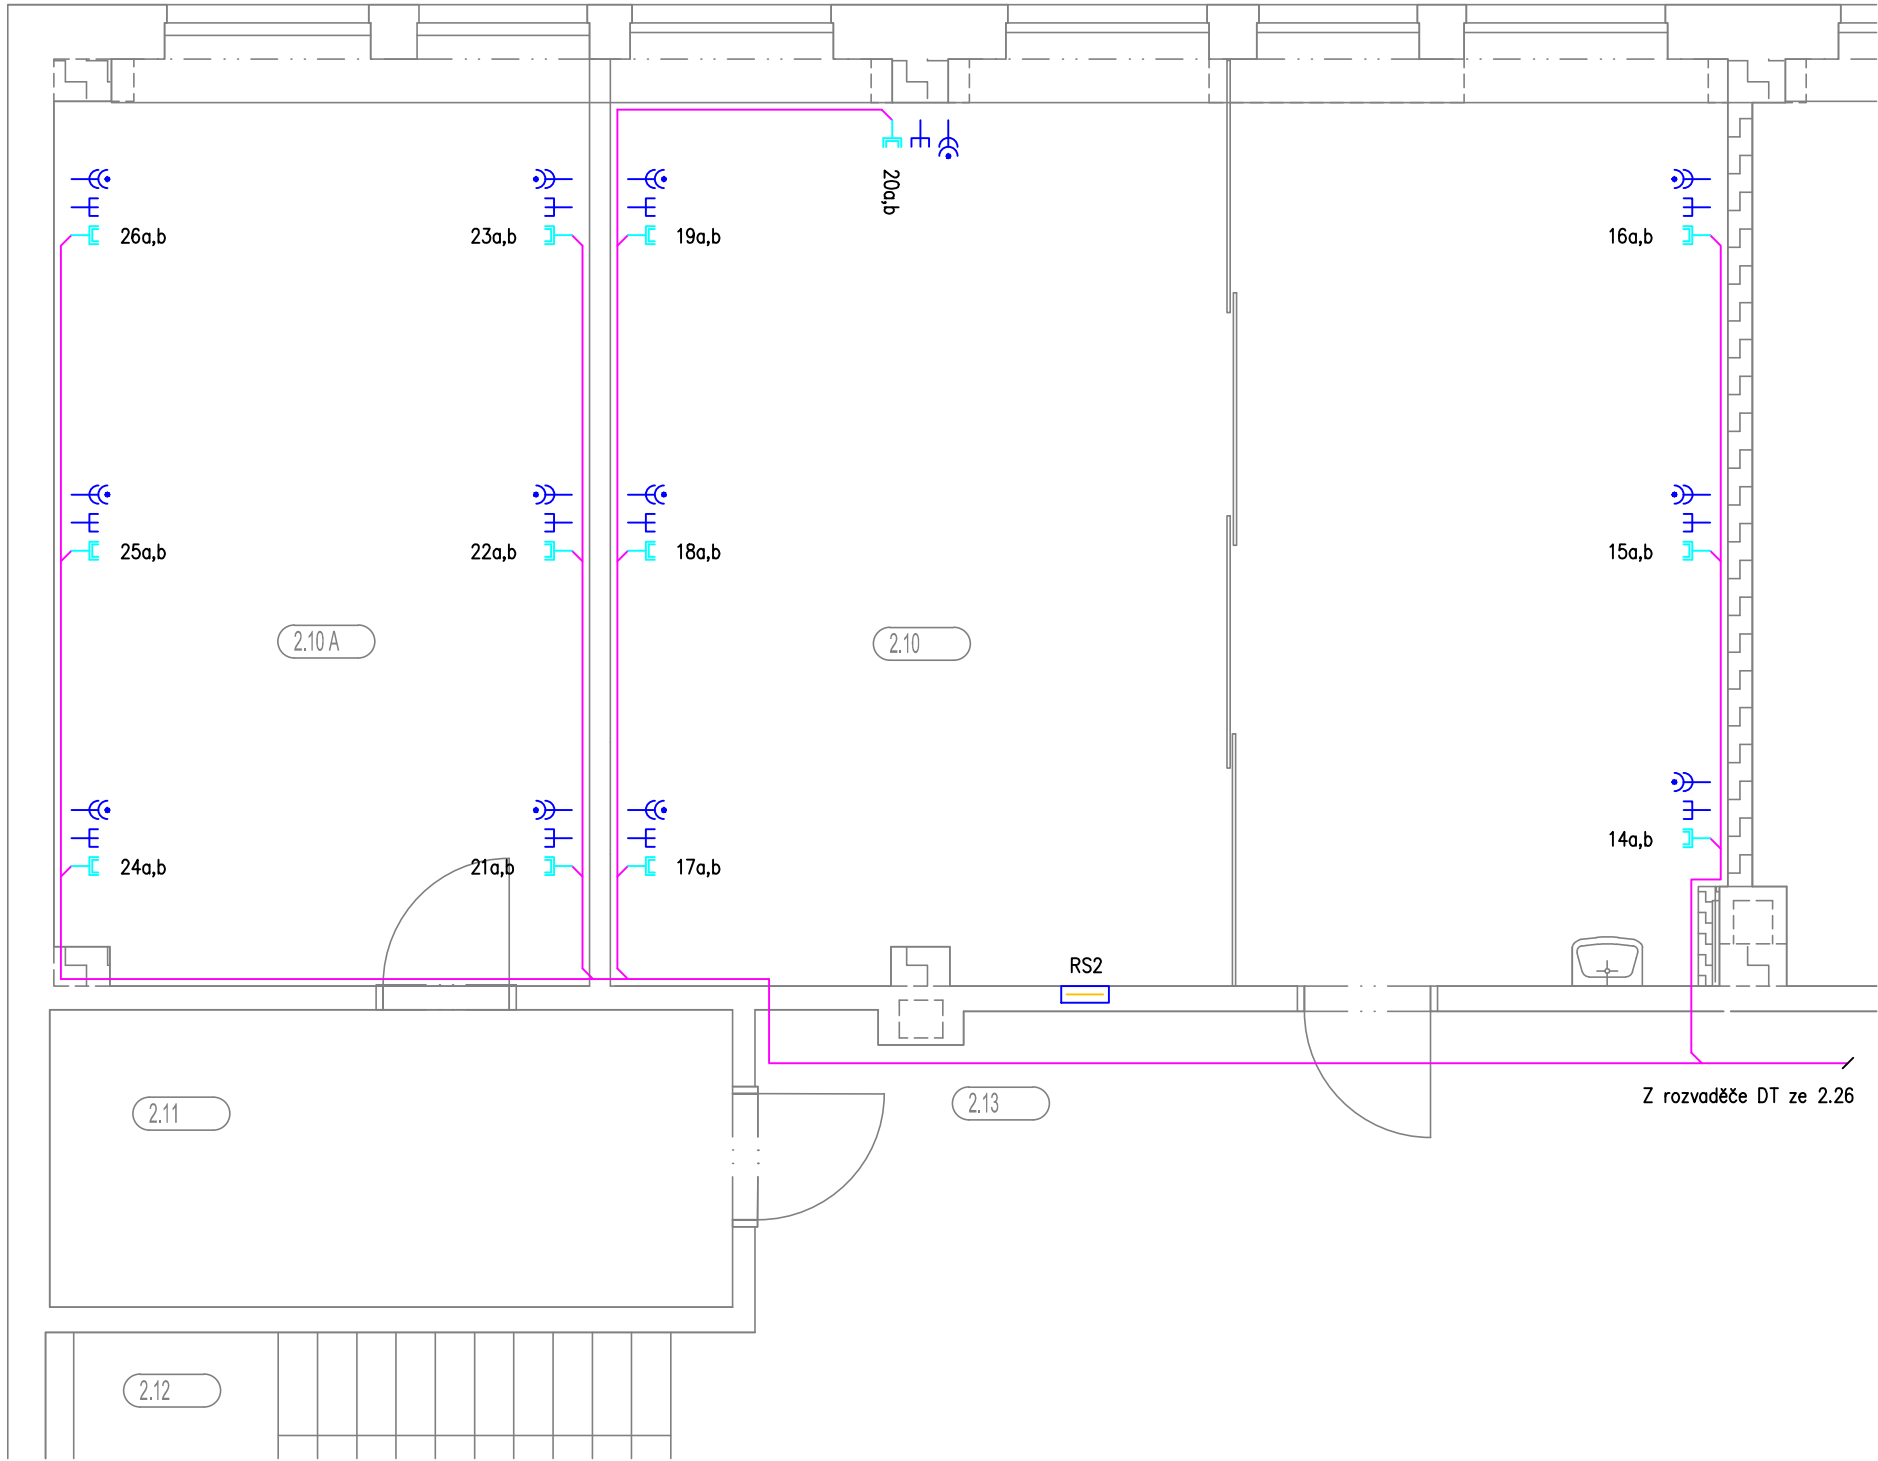 20a,b
26a,b
23a,b
19a,b
16a,b
25a,b
22a,b
18a,b
15a,b
2.10 A
2.10
14a,b
24a,b
21a,b
17a,b
RS2
2.11
2.13
Z rozvaděče DT ze 2.26
2.12